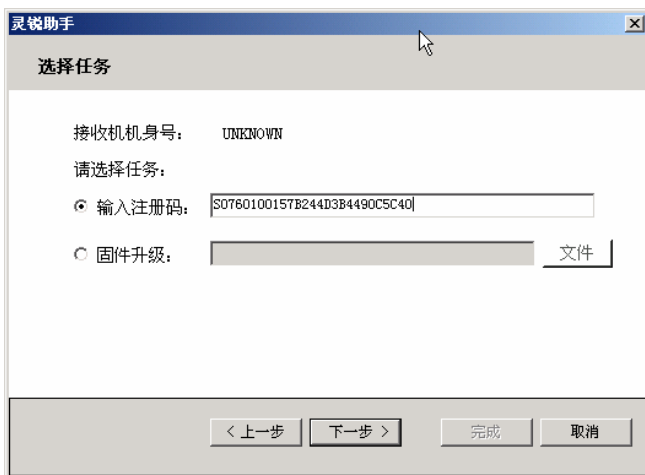 灵锐助手
选择任务
接收机机身号： UNKNOWN
请选择任务：
输入注册码： S0760100157B244D3B4490C5C40
固件升级： 文件
< 上一步 下一步 > 完成 取消